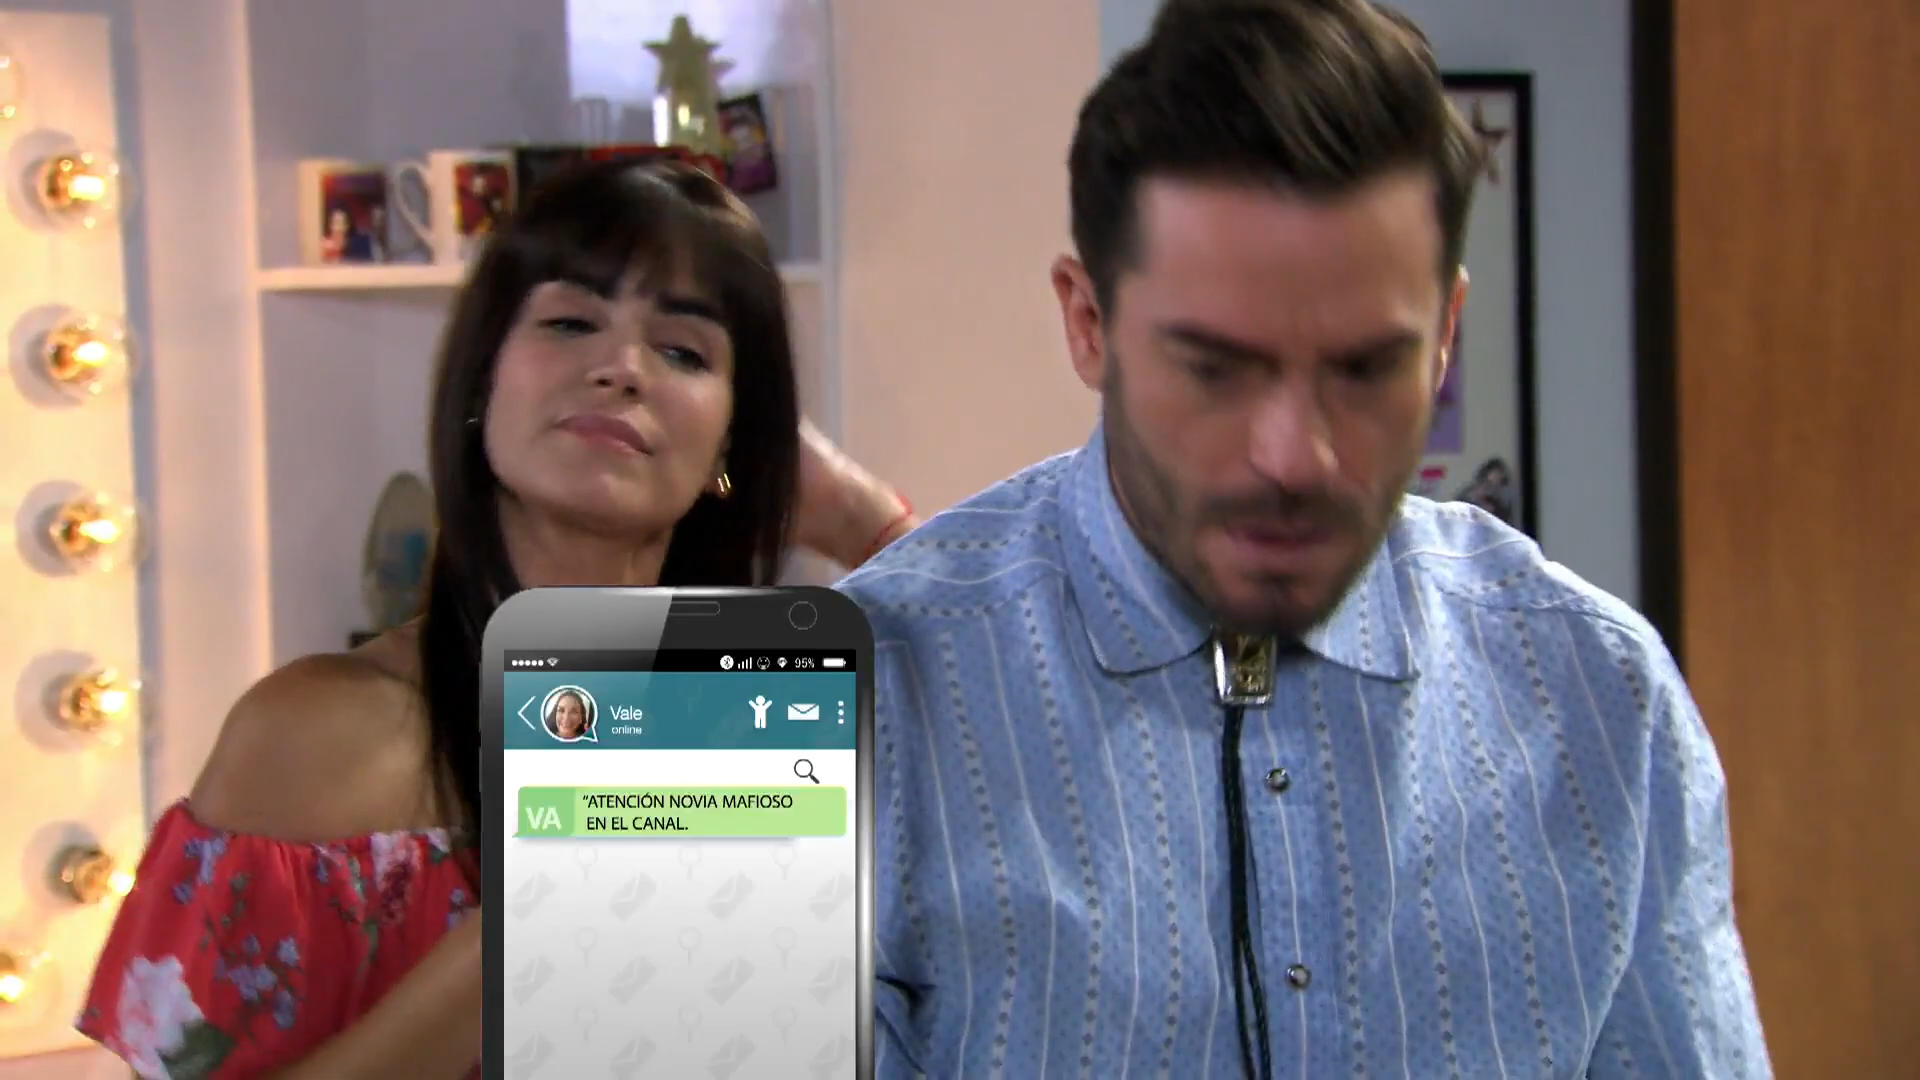 95%
Vale
online
VA
"ATENCIÓN NOVIA MAFIOSO
EN EL CANAL.